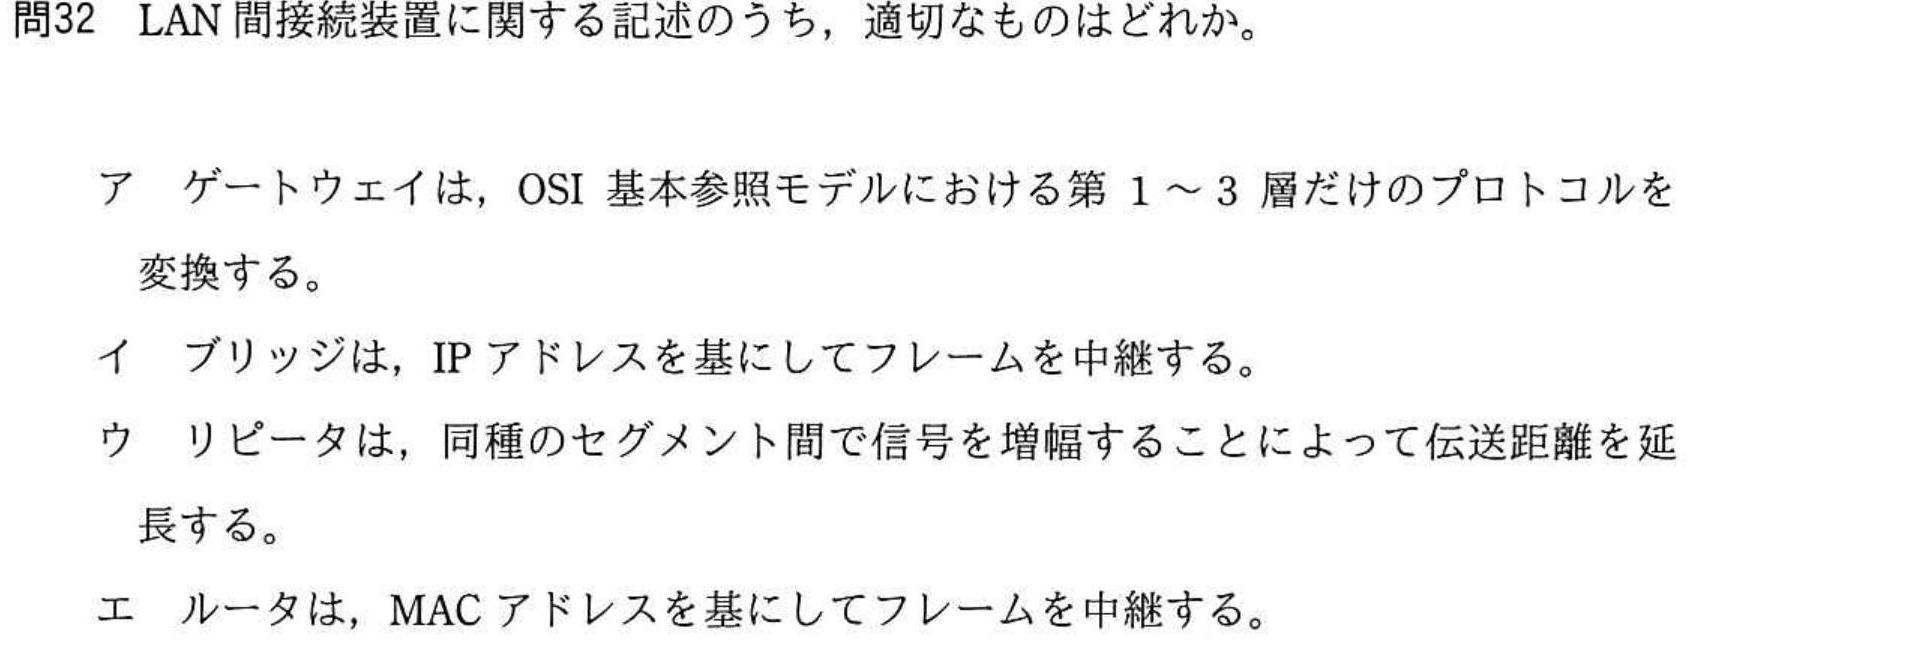 問32 LAN 間接続装置に関する記述のうち，適切なものはどれか。
ア ゲートウェイは，OSI 基本参照モデルにおける第 1 ～ 3 層だけのプロトコルを
変換する。
イ ブリッジは，IP アドレスを基にしてフレームを中継する。
ウ リピータは，同種のセグメント間で信号を増幅することによって伝送距離を延
長する。
エ ルータは，MAC アドレスを基にしてフレームを中継する。